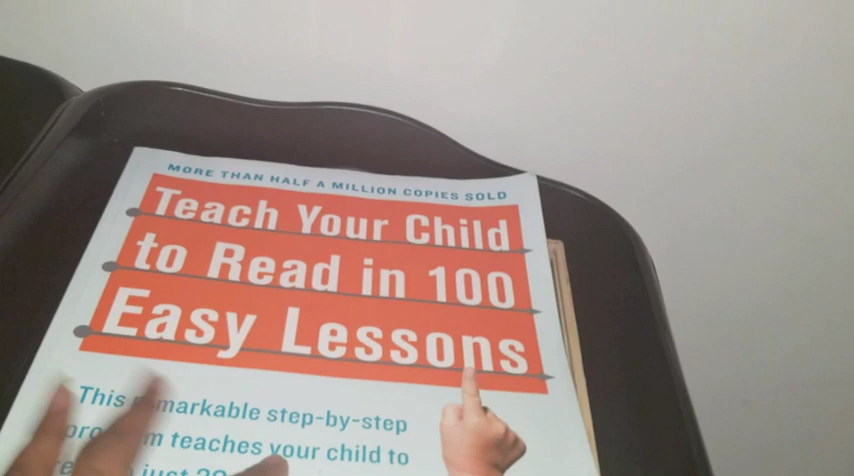 MORE THAN HALF A MILLION COPIES SOLD
Teach Your Child
to Read in 100
Easy Lessons
This step-by-step
teaches your child to
just